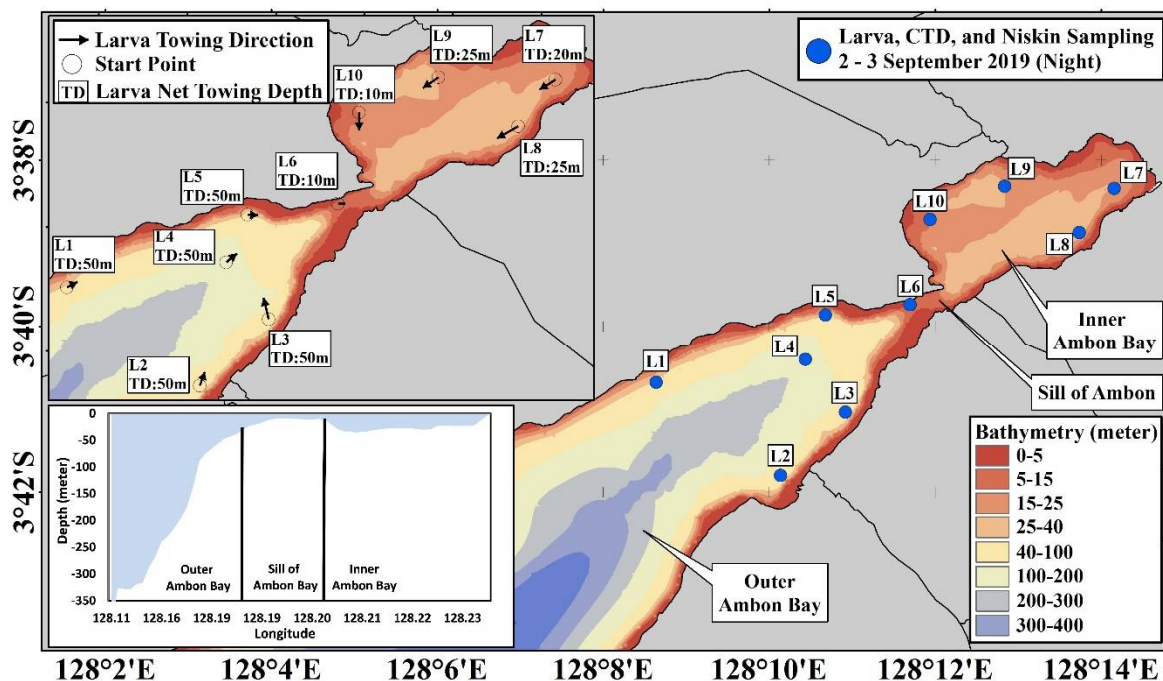 Larva Towing Direction
Start Point
TD Larva Net Towing Depth
L9
TD:25m
L7
TD:20m
L10
TD:10m
L8
TD:25m
L6
TD:10m
L5
TD:50m
L4
TD:50m
L1
TD:50m
L3
TD:50m
L2
TD:50m
Larva, CTD, and Niskin Sampling
2 - 3 September 2019 (Night)
L9
L7
L10
L8
L6
L5
L4
L1
L3
L2
Inner
Ambon Bay
Sill of Ambon
Outer
Ambon Bay
Bathymetry (meter)
0-5
5-15
15-25
25-40
40-100
100-200
200-300
300-400
Depth (meter)
0
-50
-100
-150
-200
-250
-300
-350
Outer
Ambon Bay
Sill of
Ambon Bay
Inner
Ambon Bay
128.11 128.16 128.19 128.19 128.20 128.21 128.22 128.23
Longitude
3°38'S
3°40'S
3°42'S
128°2'E 128°4'E 128°6'E 128°8'E 128°10'E 128°12'E 128°14'E